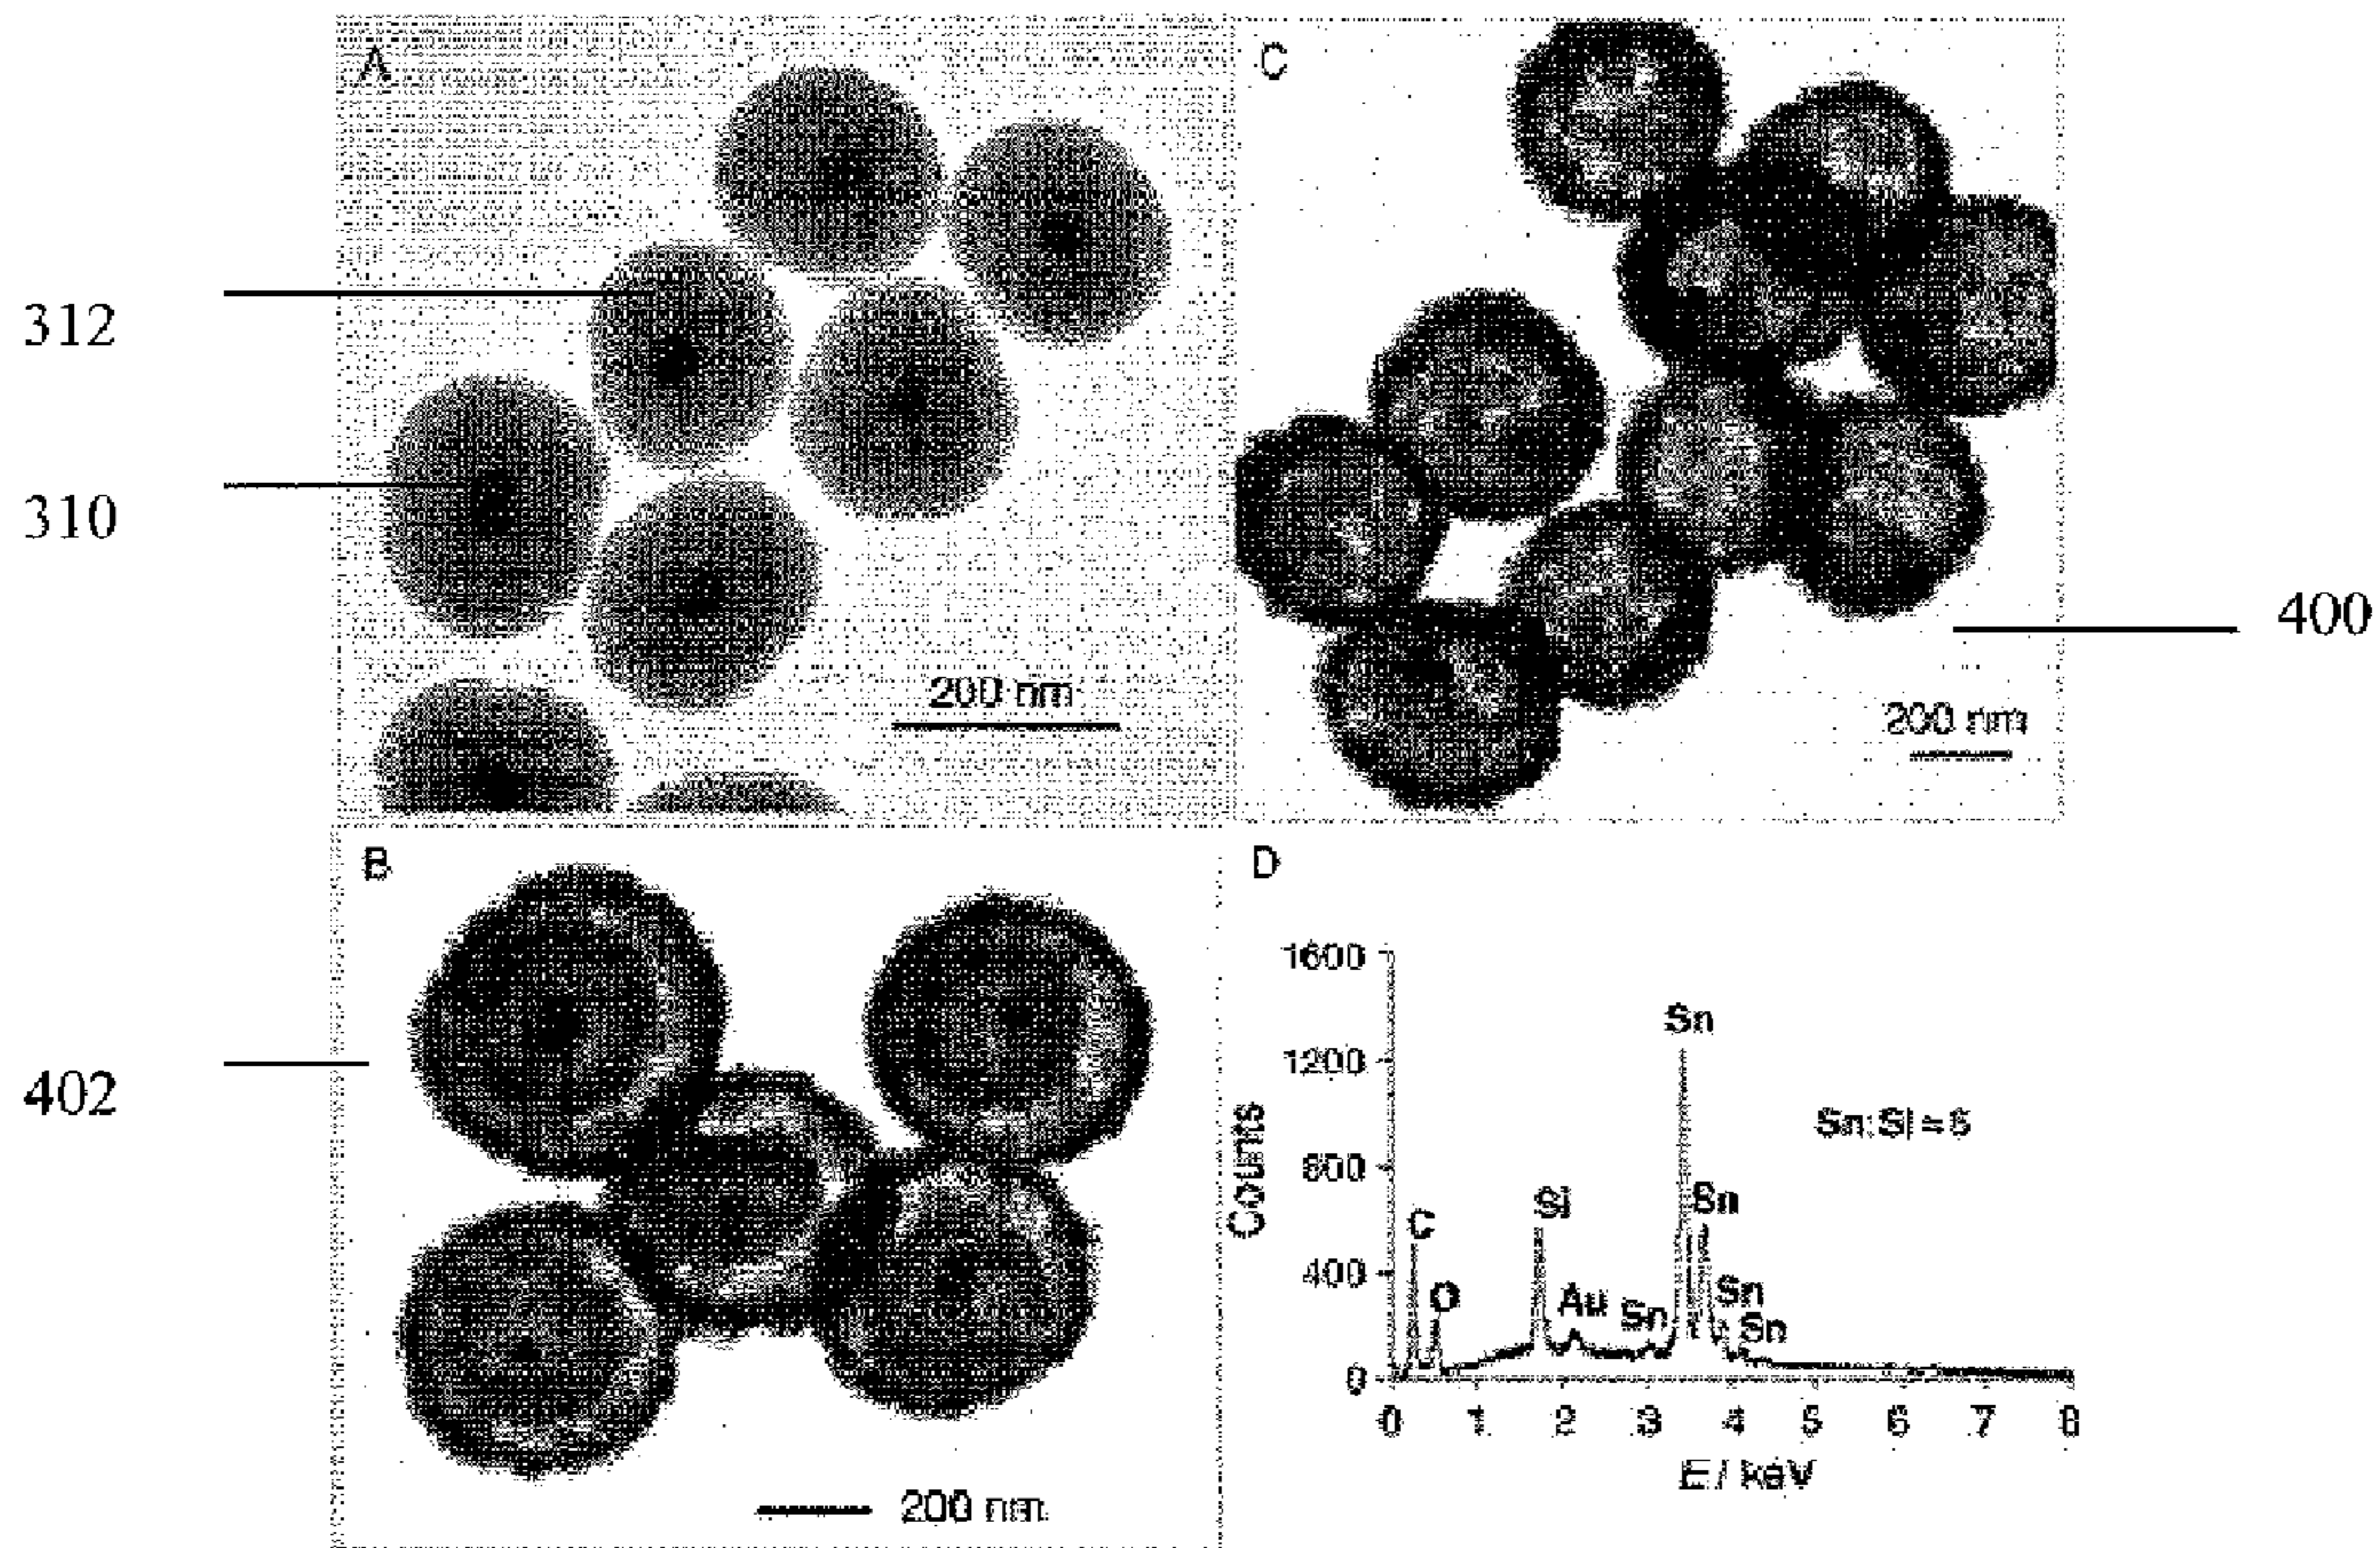 A
312
310
200 nm
C
400
200 nm
B
402
200 nm
D
1600
1200
800
400
0
Counts
Sn
Sn:Si = 5
Sn
Si
C
O
Au
Sn
Sn
Sn
0 1 2 3 4 5 6 7 8
E / keV